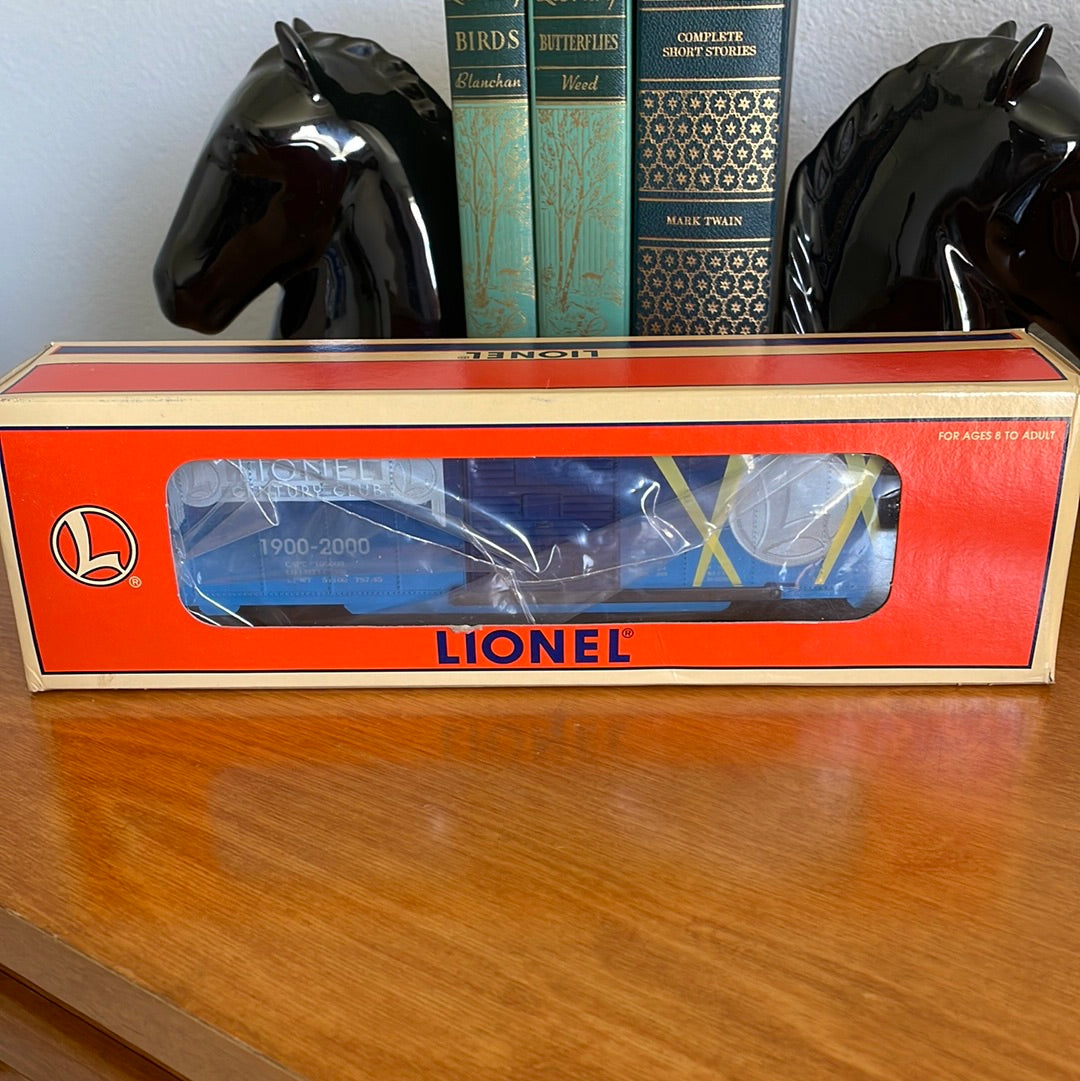 BIRDS
Blanchan
BUTTERFLIES
Weed
COMPLETE
SHORT STORIES
MARK TWAIN
LIONEL®
FOR AGES 8 TO ADULT
L
®
LIONEL
CENTURY CLUB
1900-2000
L
LIONEL®